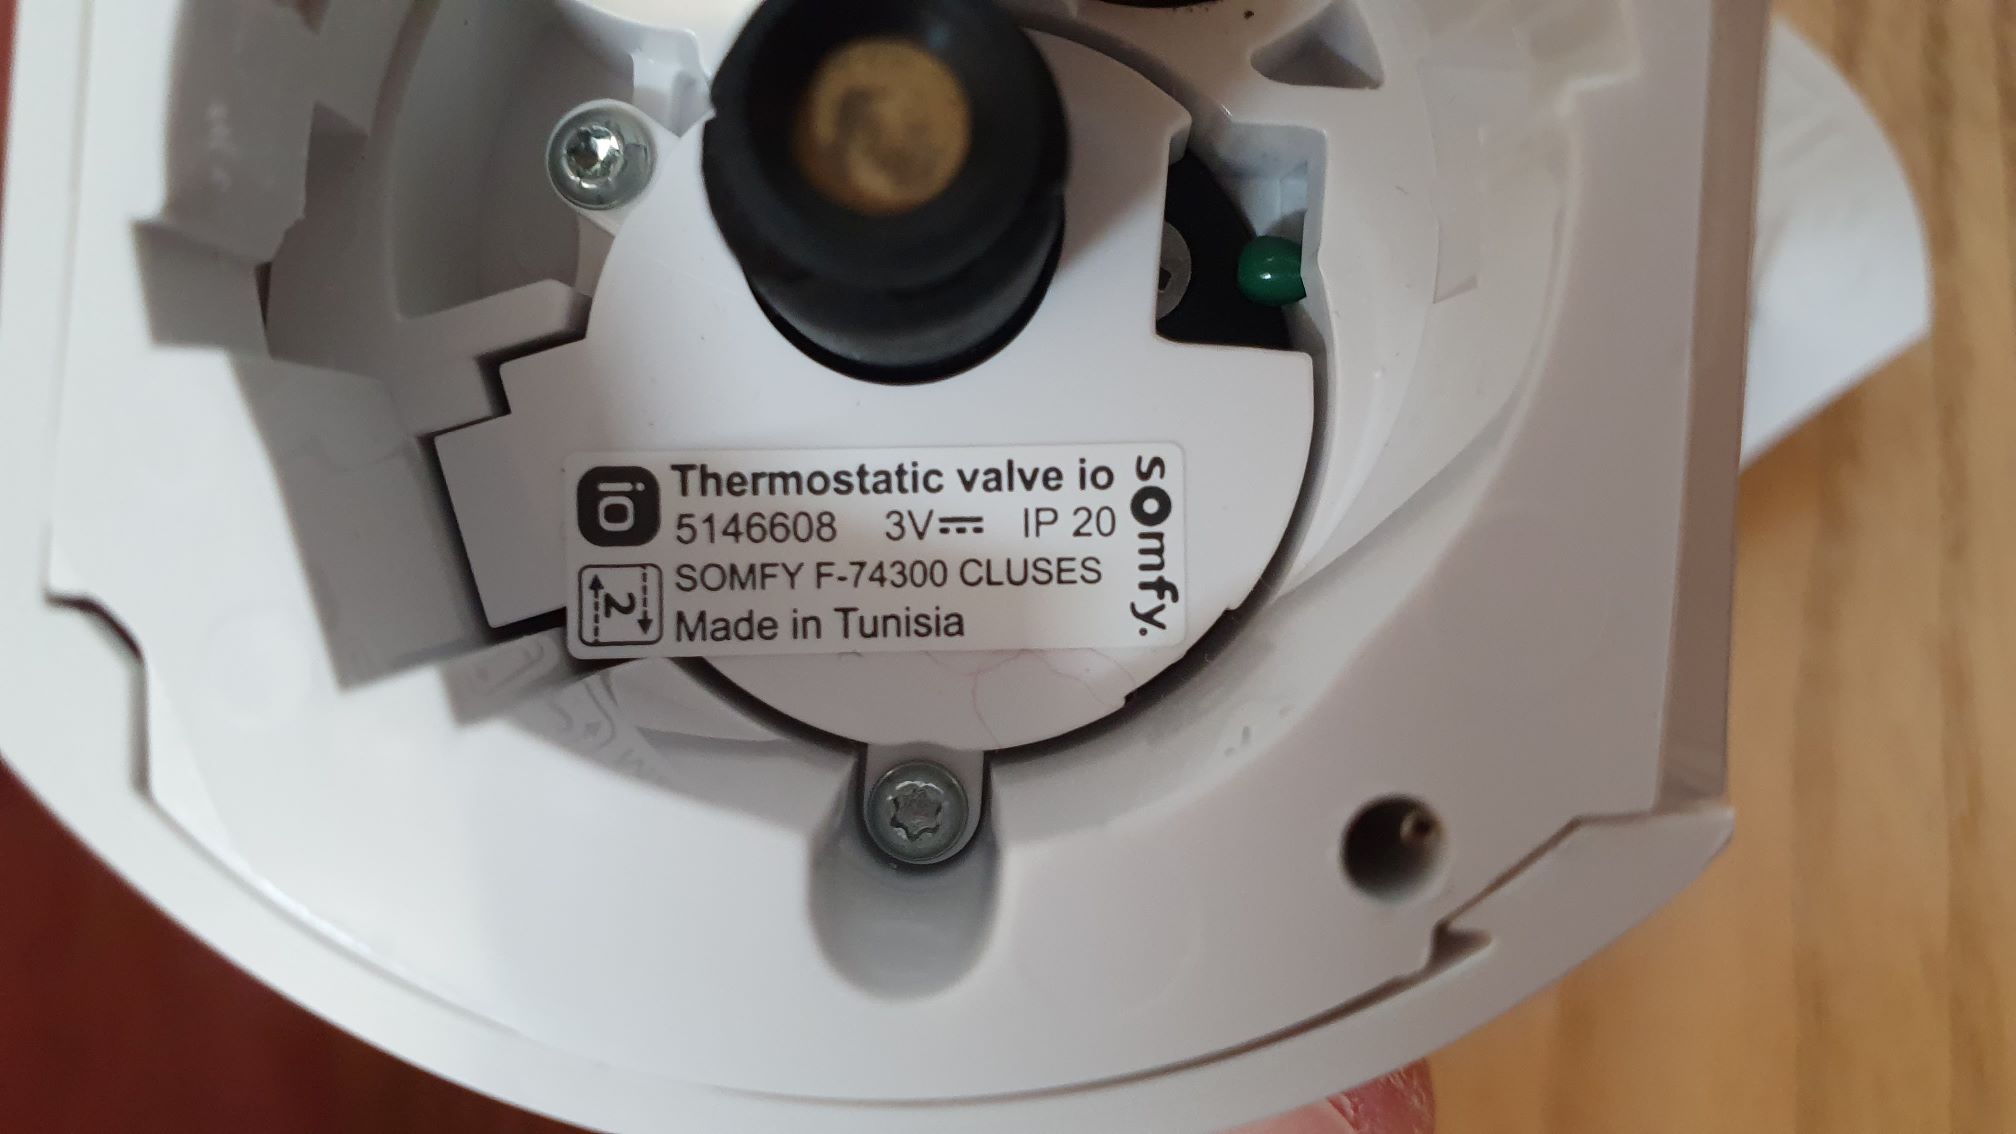 io
Thermostatic valve io
5146608 3V⎓ IP 20
2
SOMFY F-74300 CLUSES
Made in Tunisia
somfy.